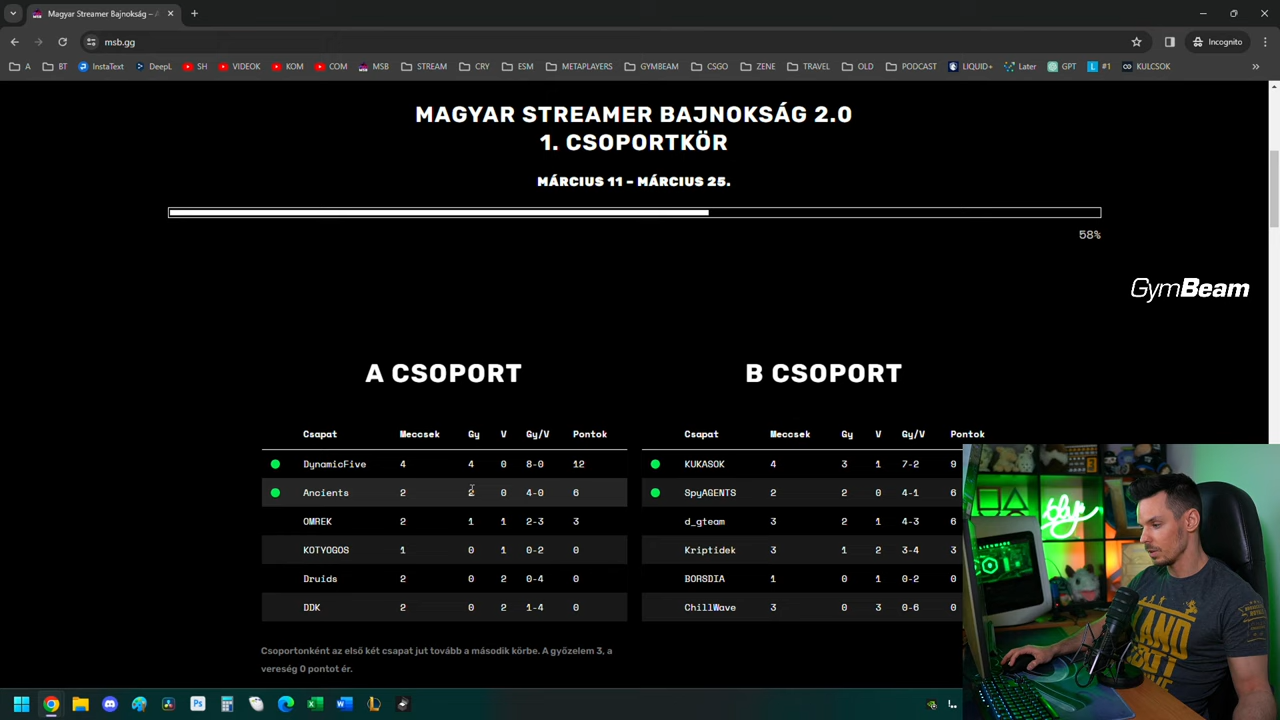 Magyar Streamer Bajnokság –
msb.gg
Incognito
A
BT
InstaText
DeepL
SH
VIDEOK
KOM
COM
MSB
STREAM
CRY
ESM
METAPLAYERS
GYMBEAM
CSGO
ZENE
TRAVEL
OLD
PODCAST
LIQUID+
Later
GPT
#1
KULCSOK
MAGYAR STREAMER BAJNOKSÁG 2.0
1. CSOPORTKÖR
MÁRCIUS 11 – MÁRCIUS 25.
58%
GymBeam
A CSOPORT
Csapat Meccsek Gy V Gy/V Pontok
DynamicFive 4 4 0 8-0 12
Ancients 2 2 0 4-0 6
OMREK 2 1 1 2-3 3
KOTYOGOS 1 0 1 0-2 0
Druids 2 0 2 0-4 0
DDK 2 0 2 1-4 0
Csoportonként az első két csapat jut tovább a második körbe. A győzelem 3, a
vereség 0 pontot ér.
B CSOPORT
Csapat Meccsek Gy V Gy/V Pontok
KUKASOK 4 3 1 7-2 9
SpyAGENTS 2 2 0 4-1 6
d_gteam 3 2 1 4-3 6
Kriptidek 3 1 2 3-4 3
BORSDIA 1 0 1 0-2 0
ChillWave 3 0 3 0-6 0